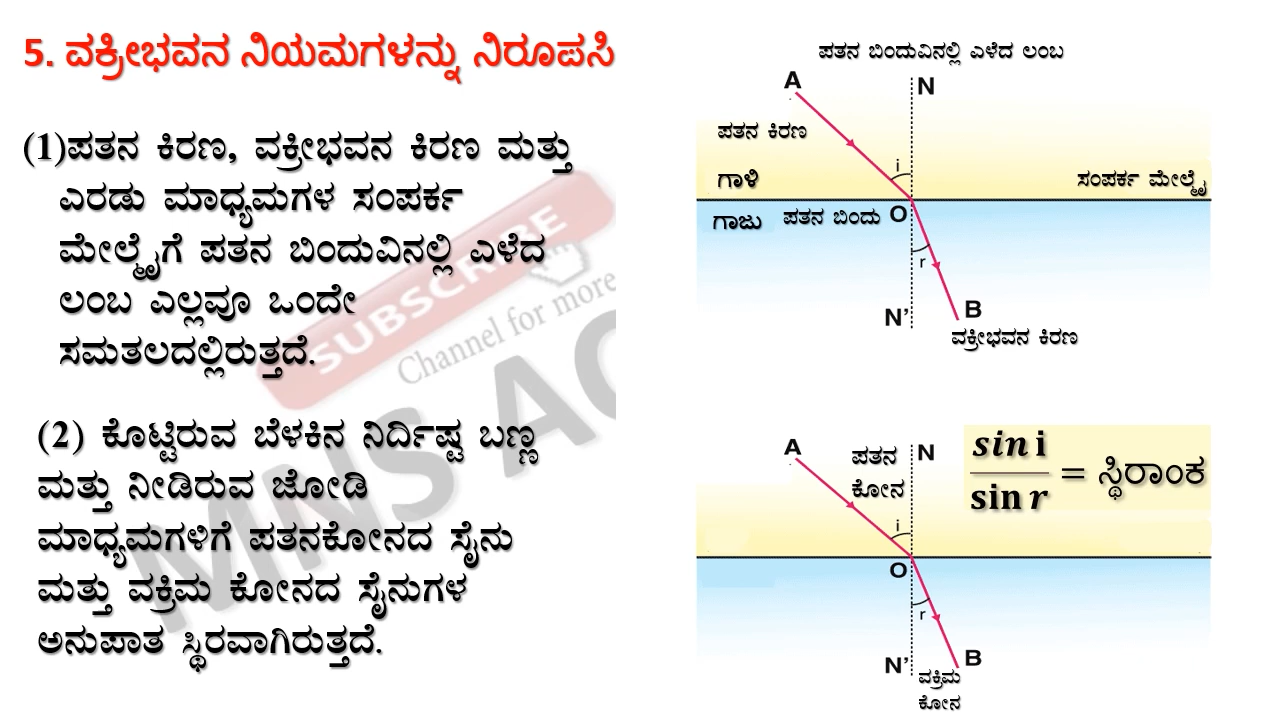 5. ವಕ್ರೀಭವನ ನಿಯಮಗಳನ್ನು ನಿರೂಪಿಸಿ
(1)ಪತನ ಕಿರಣ, ವಕ್ರೀಭವನ ಕಿರಣ ಮತ್ತು
ಎರಡು ಮಾಧ್ಯಮಗಳ ಸಂಪರ್ಕ
ಮೇಲ್ಮೈಗೆ ಪತನ ಬಿಂದುವಿನಲ್ಲಿ ಎಳೆದ
ಲಂಬ ಎಲ್ಲವೂ ಒಂದೇ
ಸಮತಲದಲ್ಲಿರುತ್ತದೆ.
(2) ಕೊಟ್ಟಿರುವ ಬೆಳಕಿನ ನಿರ್ದಿಷ್ಟ ಬಣ್ಣ
ಮತ್ತು ನೀಡಿರುವ ಜೋಡಿ
ಮಾಧ್ಯಮಗಳಿಗೆ ಪತನಕೋನದ ಸೈನು
ಮತ್ತು ವಕ್ರಿಮ ಕೋನದ ಸೈನುಗಳ
ಅನುಪಾತ ಸ್ಥಿರವಾಗಿರುತ್ತದೆ.
SUBSCRIBE
Channel for more
MNS AC
ಪತನ ಬಿಂದುವಿನಲ್ಲಿ ಎಳೆದ ಲಂಬ
A N
ಪತನ ಕಿರಣ
i
ಗಾಳಿ ಸಂಪರ್ಕ ಮೇಲ್ಮೈ
ಗಾಜು ಪತನ ಬಿಂದು O
r
N' B
ವಕ್ರೀಭವನ ಕಿರಣ
A ಪತನ N
ಕೋನ
sin i / sin r = ಸ್ಥಿರಾಂಕ
i
O
r
N' B
ವಕ್ರಿಮ
ಕೋನ